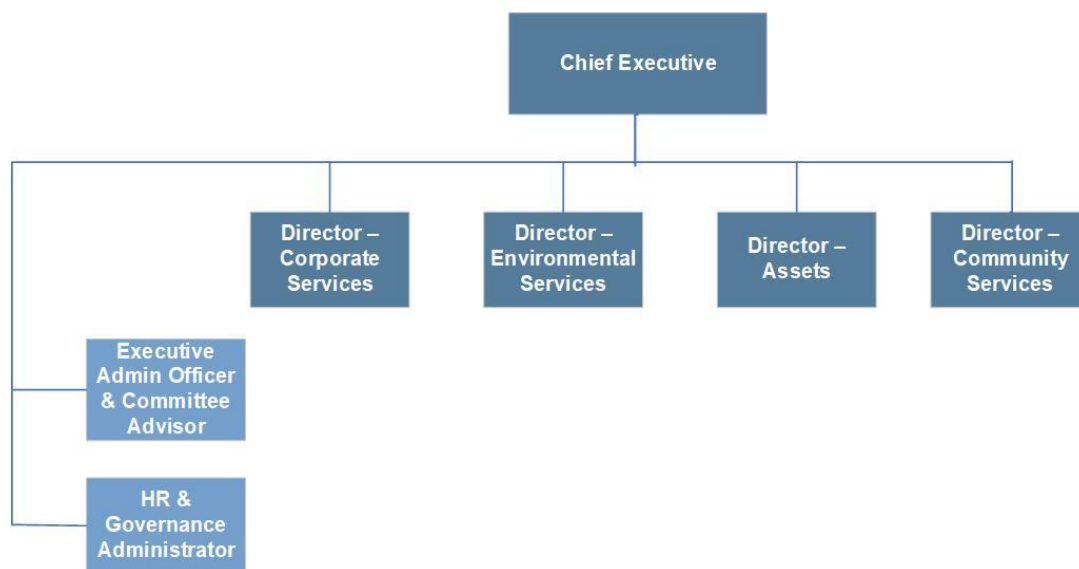 Chief Executive
Director –
Corporate
Services
Director –
Environmental
Services
Director –
Assets
Director –
Community
Services
Executive
Admin Officer
& Committee
Advisor
HR &
Governance
Administrator